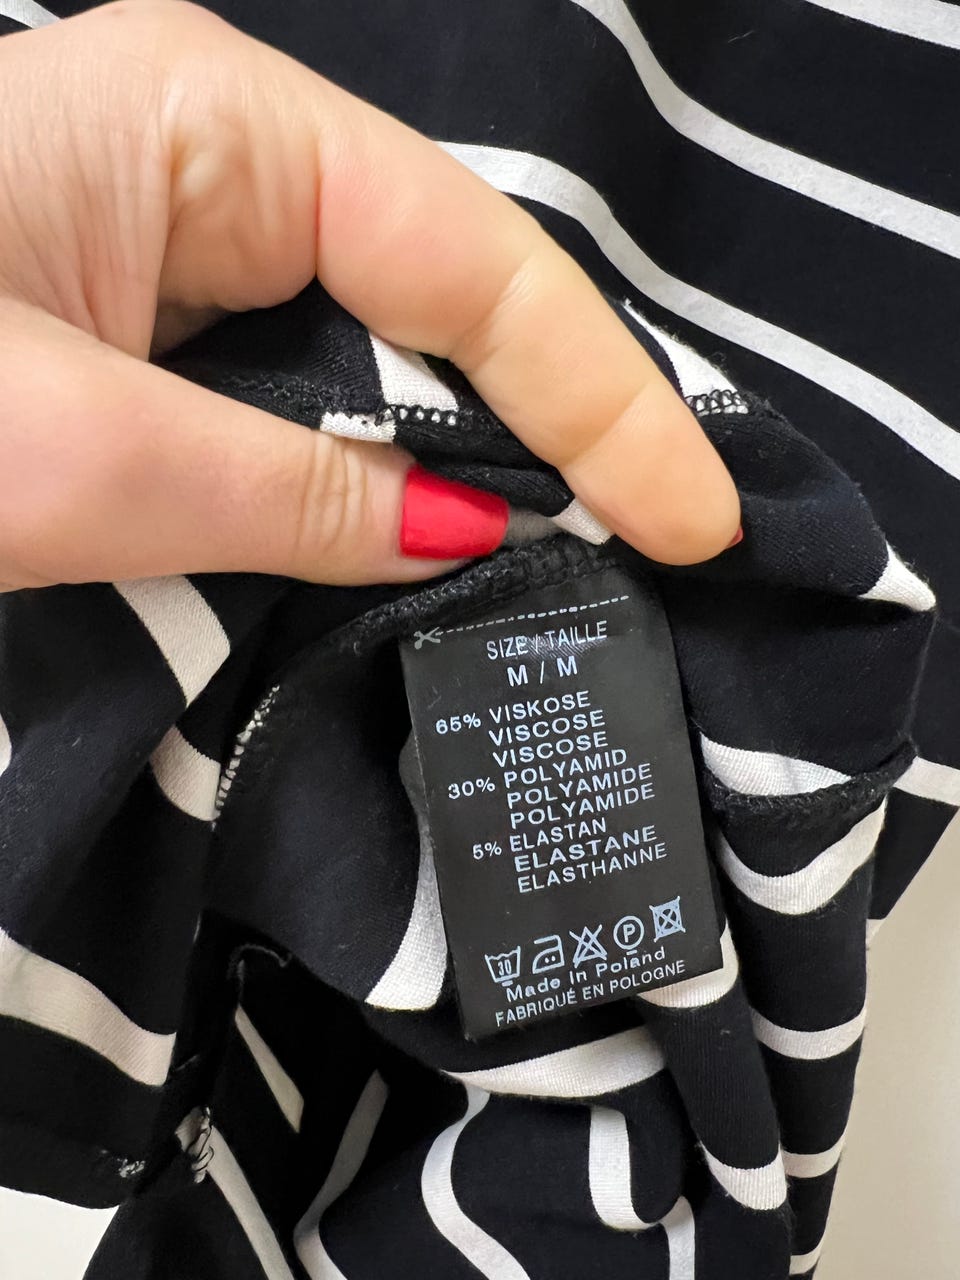 SIZE / TAILLE
M / M
65% VISKOSE
VISCOSE
VISCOSE
30% POLYAMID
POLYAMIDE
POLYAMIDE
5% ELASTAN
ELASTANE
ELASTHANNE
30 P
Made In Poland
FABRIQUÉ EN POLOGNE